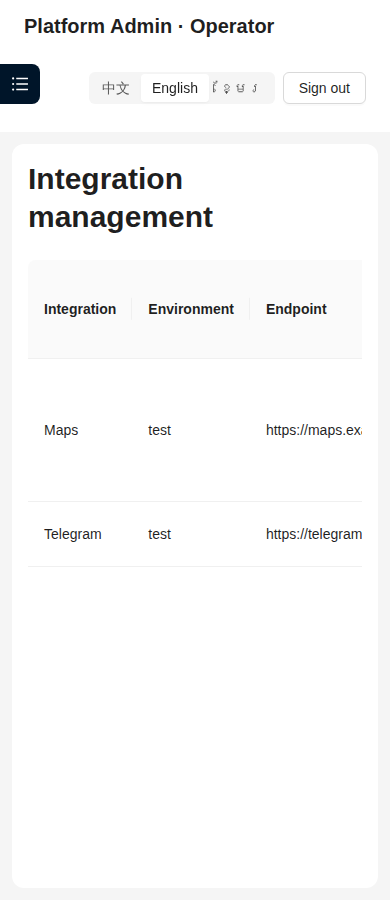 Platform Admin · Operator
中文 English ខ្មែរ Sign out
Integration
management
Integration Environment Endpoint
Maps test https://maps.ex
Telegram test https://telegram